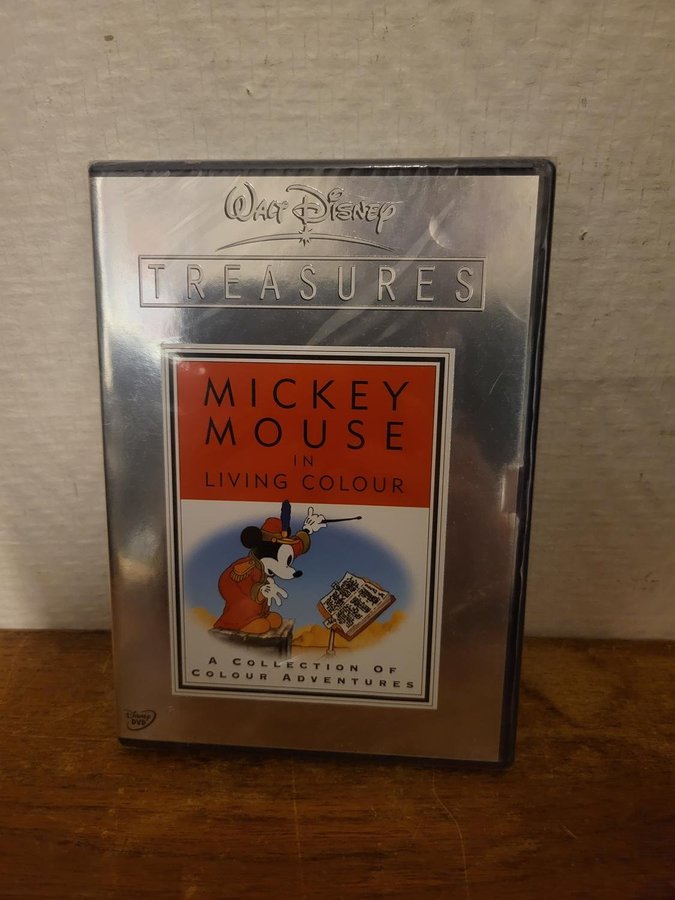 WALT DISNEY
TREASURES
MICKEY
MOUSE
IN
LIVING COLOUR
A COLLECTION OF
COLOUR ADVENTURES
Disney
DVD